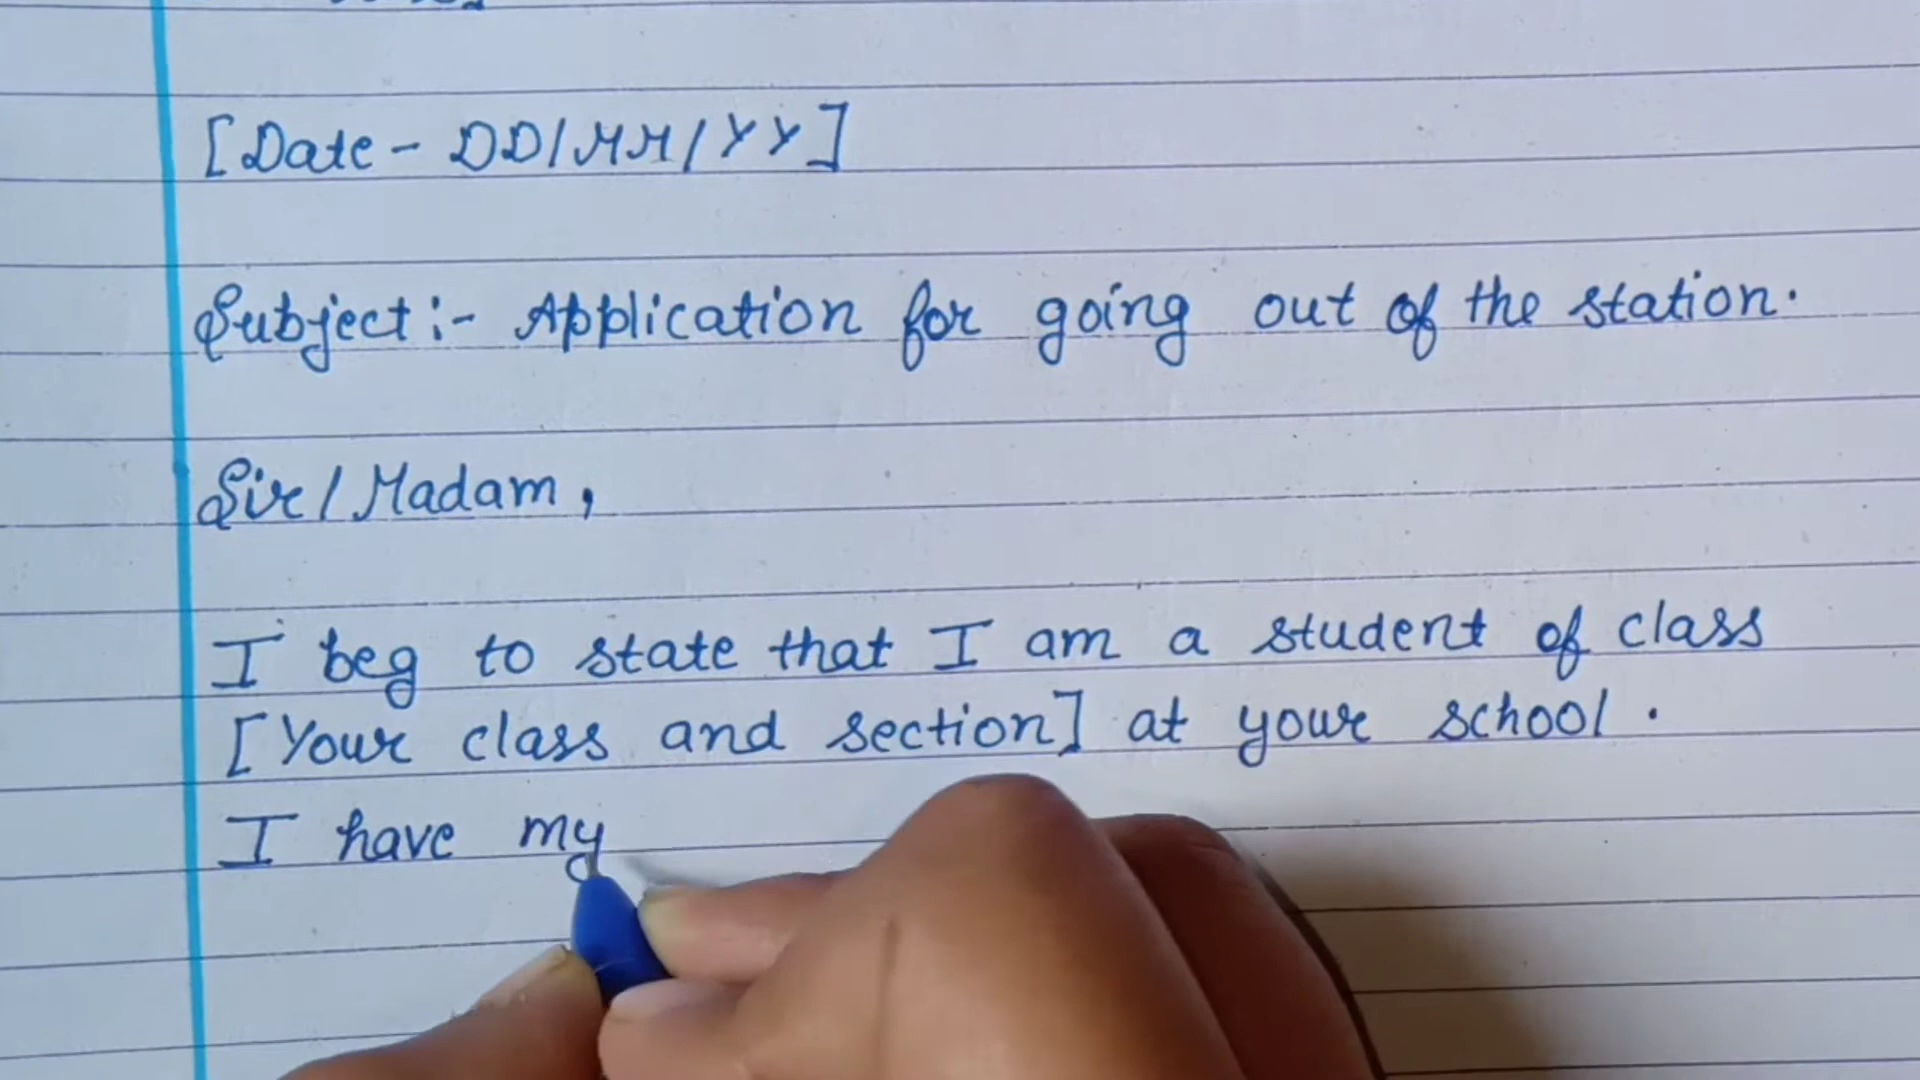 [Date - DD/MM/YY]
Subject:- Application for going out of the station.
Sir/Madam,
I beg to state that I am a student of class
[Your class and section] at your school.
I have my